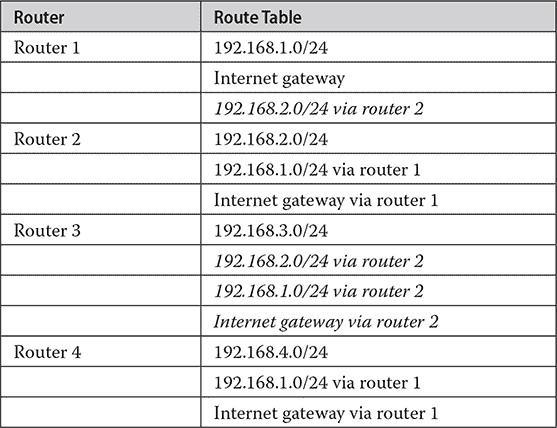 Router Route Table
Router 1 192.168.1.0/24
Internet gateway
192.168.2.0/24 via router 2
Router 2 192.168.2.0/24
192.168.1.0/24 via router 1
Internet gateway via router 1
Router 3 192.168.3.0/24
192.168.2.0/24 via router 2
192.168.1.0/24 via router 2
Internet gateway via router 2
Router 4 192.168.4.0/24
192.168.1.0/24 via router 1
Internet gateway via router 1